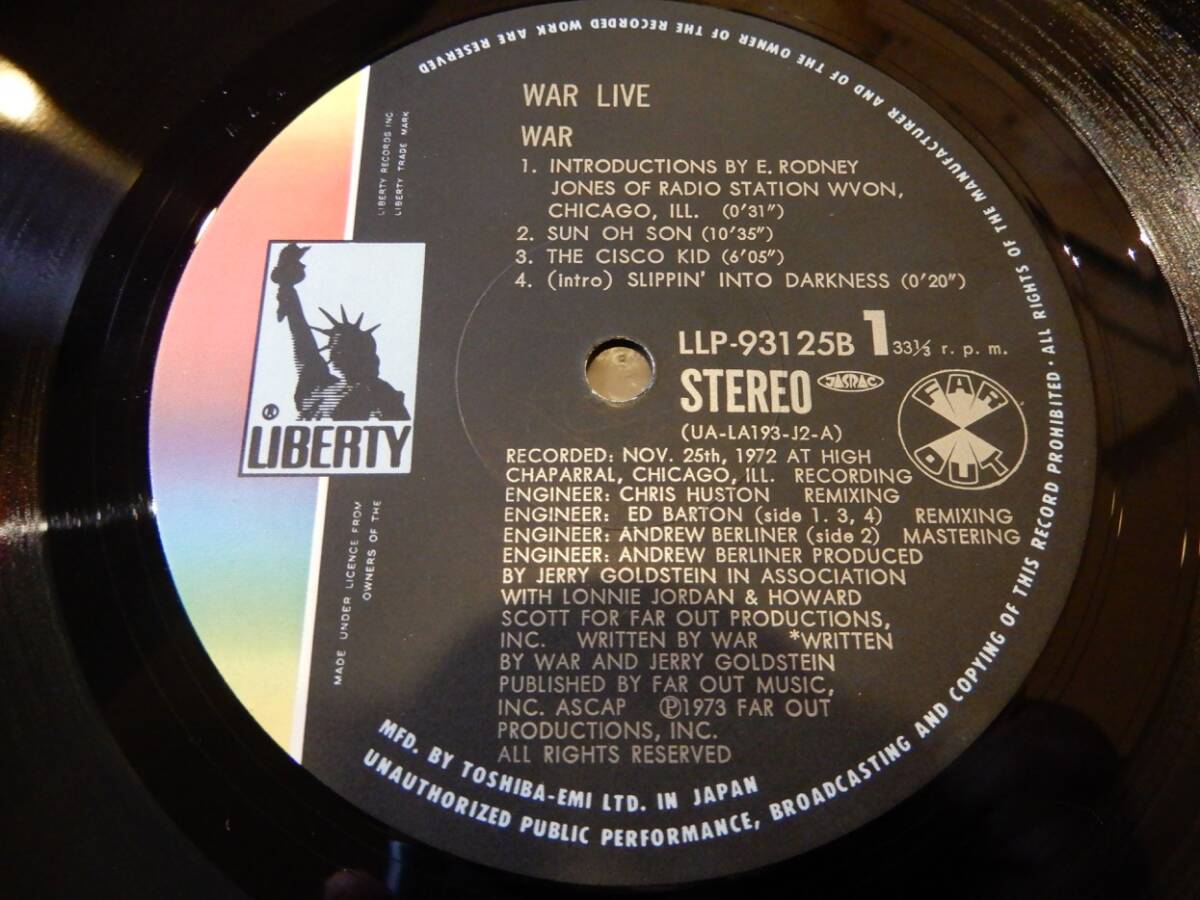 WAR LIVE
WAR
1. INTRODUCTIONS BY E. RODNEY
JONES OF RADIO STATION WVON,
CHICAGO, ILL. (0'31")
2. SUN OH SON (10'35")
3. THE CISCO KID (6'05")
4. (intro) SLIPPIN' INTO DARKNESS (0'20")
LIBERTY RECORDS INC
LIBERTY TRADE MARK
® LIBERTY
LLP-93125B 1 33⅓ r. p. m.
STEREO JASRAC
(UA-LA193-J2-A)
FAR
OUT
RECORDED: NOV. 25th, 1972 AT HIGH
CHAPARRAL, CHICAGO, ILL. RECORDING
ENGINEER: CHRIS HUSTON REMIXING
ENGINEER: ED BARTON (side 1. 3, 4) REMIXING
ENGINEER: ANDREW BERLINER (side 2) MASTERING
ENGINEER: ANDREW BERLINER PRODUCED
BY JERRY GOLDSTEIN IN ASSOCIATION
WITH LONNIE JORDAN & HOWARD
SCOTT FOR FAR OUT PRODUCTIONS,
INC. WRITTEN BY WAR *WRITTEN
BY WAR AND JERRY GOLDSTEIN
PUBLISHED BY FAR OUT MUSIC,
INC. ASCAP ℗1973 FAR OUT
PRODUCTIONS, INC.
ALL RIGHTS RESERVED
MADE UNDER LICENCE FROM
OWNERS OF THE
MFD. BY TOSHIBA-EMI LTD. IN JAPAN
UNAUTHORIZED PUBLIC PERFORMANCE, BROADCASTING AND COPYING OF THIS RECORD PROHIBITED · ALL RIGHTS OF THE MANUFACTURER AND OF THE OWNER OF THE RECORDED WORK ARE RESERVED